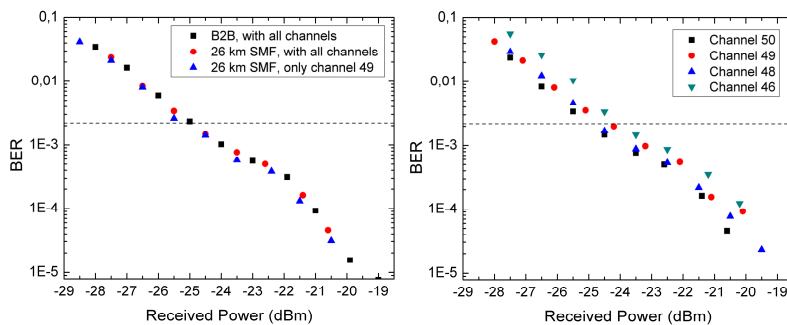 0,1
0,01
1E-3
1E-4
1E-5
BER
-29 -28 -27 -26 -25 -24 -23 -22 -21 -20 -19
Received Power (dBm)
B2B, with all channels
26 km SMF, with all channels
26 km SMF, only channel 49
0,1
0,01
1E-3
1E-4
1E-5
BER
-29 -28 -27 -26 -25 -24 -23 -22 -21 -20 -19
Received Power (dBm)
Channel 50
Channel 49
Channel 48
Channel 46